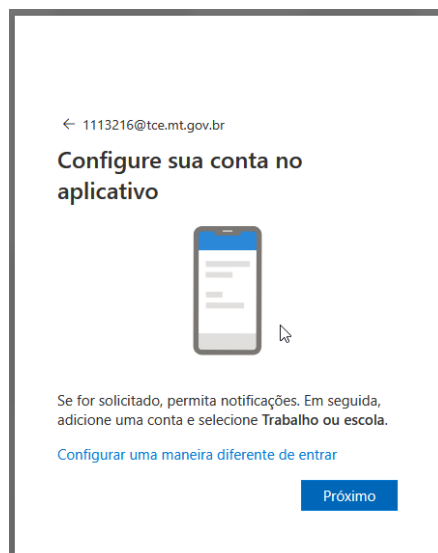 ← 1113216@tce.mt.gov.br
Configure sua conta no
aplicativo
Se for solicitado, permita notificações. Em seguida,
adicione uma conta e selecione Trabalho ou escola.
Configurar uma maneira diferente de entrar
Próximo